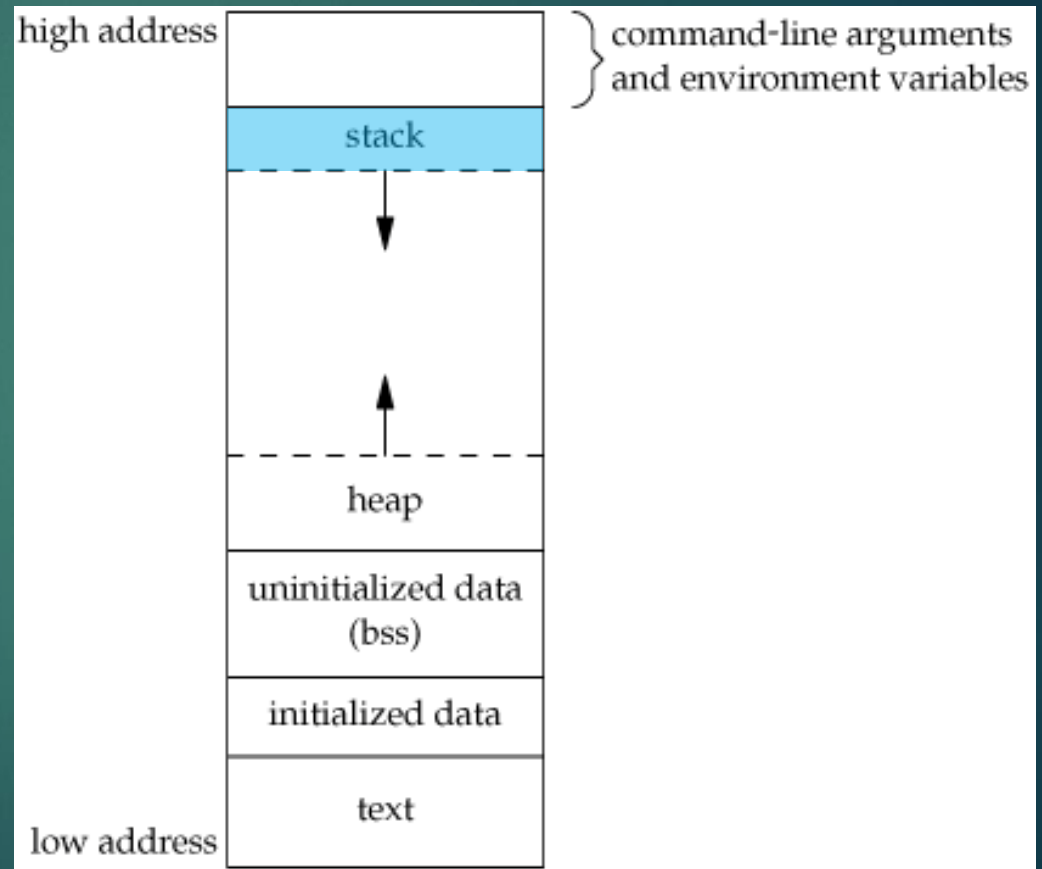 high address
command-line arguments
and environment variables
stack
heap
uninitialized data
(bss)
initialized data
text
low address